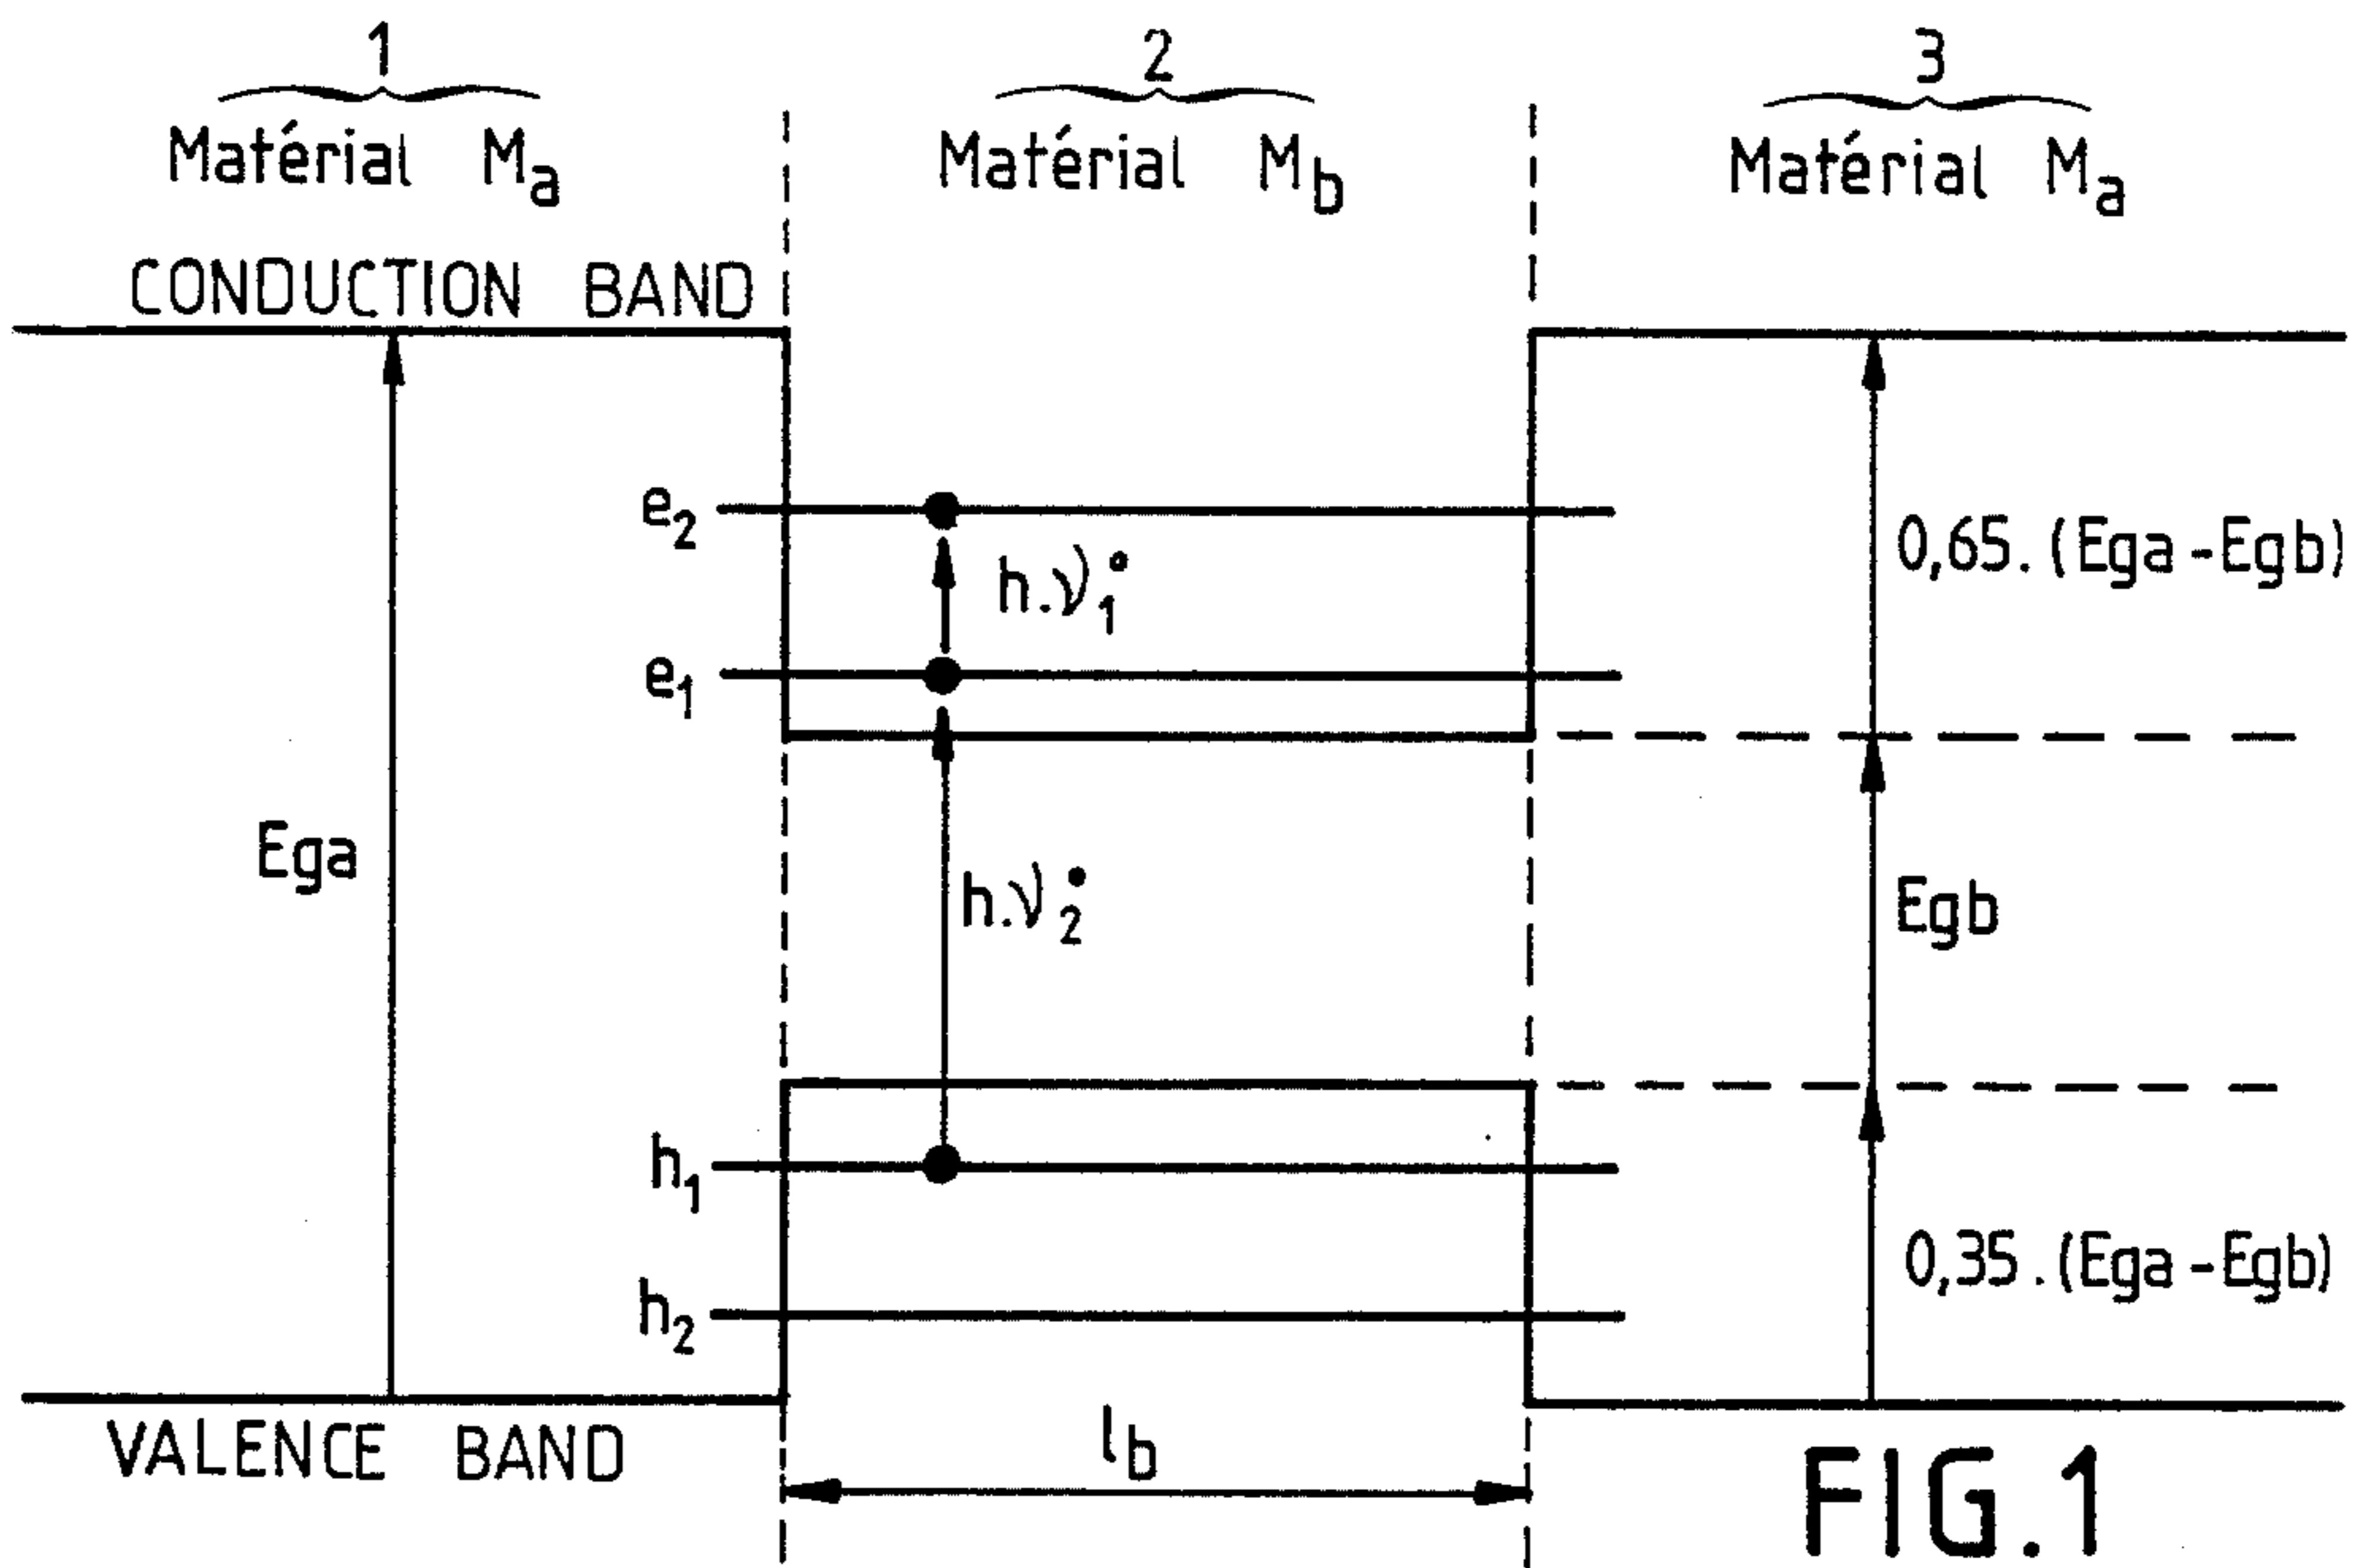 1
2
3
Matérial Ma
Matérial Mb
Matérial Ma
CONDUCTION BAND
e2
h.ν1°
0,65.(Ega-Egb)
e1
Ega
h.ν2°
Egb
h1
0,35.(Ega-Egb)
h2
VALENCE BAND
lb
FIG.1